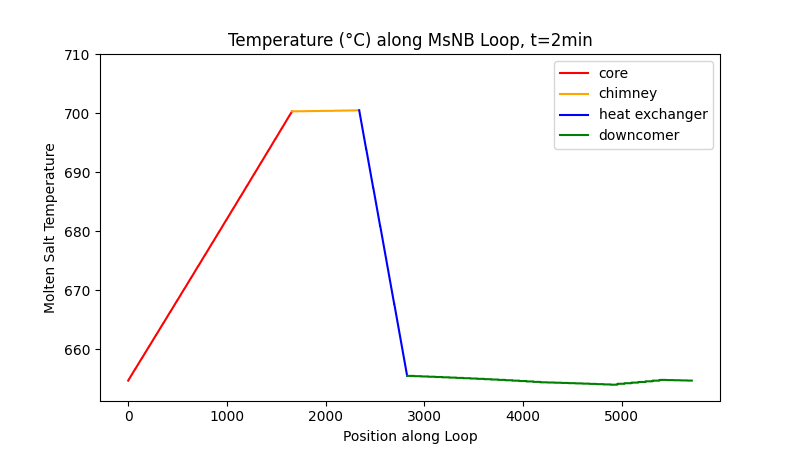 Temperature (°C) along MsNB Loop, t=2min
710
700
690
680
670
660
Molten Salt Temperature
core
chimney
heat exchanger
downcomer
0 1000 2000 3000 4000 5000
Position along Loop